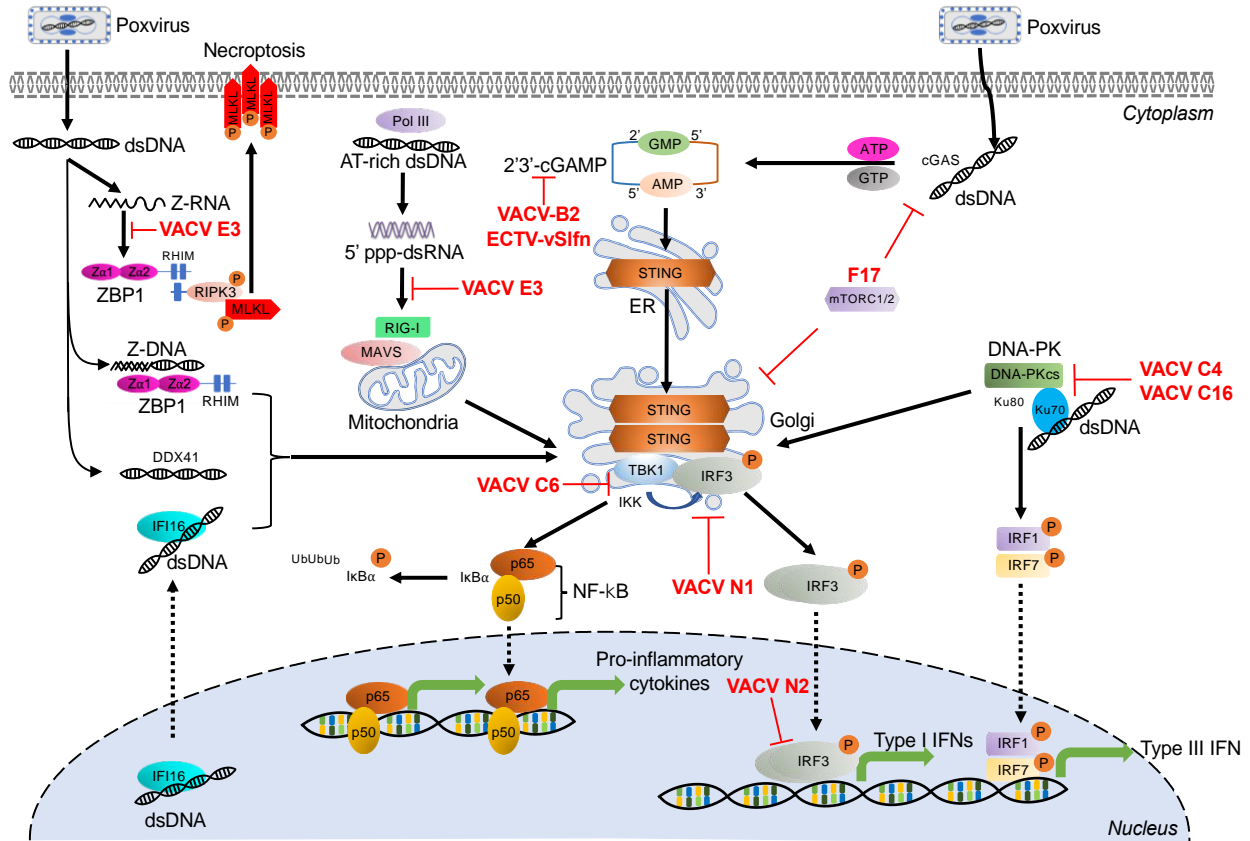 Poxvirus
Necroptosis
MLKL
MLKL
MLKL
P
P
P
Poxvirus
Cytoplasm
dsDNA
Z-RNA
VACV E3
Zα1
Zα2
RHIM
ZBP1
RIPK3
P
MLKL
P
Z-DNA
Zα1
Zα2
ZBP1
RHIM
DDX41
IFI16
dsDNA
Pol III
AT-rich dsDNA
5’ ppp-dsRNA
VACV E3
RIG-I
MAVS
Mitochondria
2’3’-cGAMP
VACV-B2
ECTV-vSlfn
2’
5’
GMP
AMP
5’
3’
ATP
GTP
cGAS
dsDNA
STING
ER
F17
mTORC1/2
STING
STING
Golgi
TBK1
IRF3
P
IKK
VACV C6
VACV N1
DNA-PK
DNA-PKcs
Ku80
Ku70
dsDNA
VACV C4
VACV C16
UbUbUb
P
IκBα
IκBα
p65
p50
NF-kB
IRF3
P
IRF1
P
IRF7
P
Pro-inflammatory
cytokines
p65
p50
p65
p50
VACV N2
IRF3
P
Type I IFNs
IRF1
P
IRF7
P
Type III IFN
IFI16
dsDNA
Nucleus